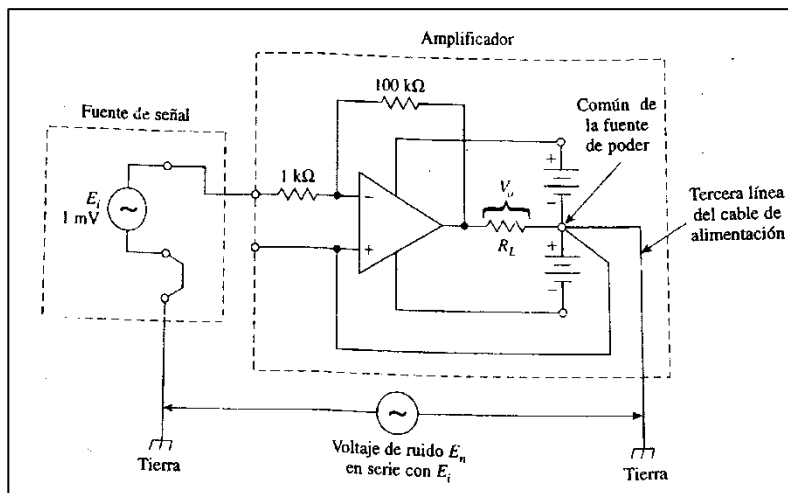 Amplificador
100 kΩ
Fuente de señal
Común de
la fuente
de poder
1 kΩ
E_i
1 mV
−
+
V_o
R_L
+
−
+
−
Tercera línea
del cable de
alimentación
Tierra
Voltaje de ruido E_n
en serie con E_i
Tierra